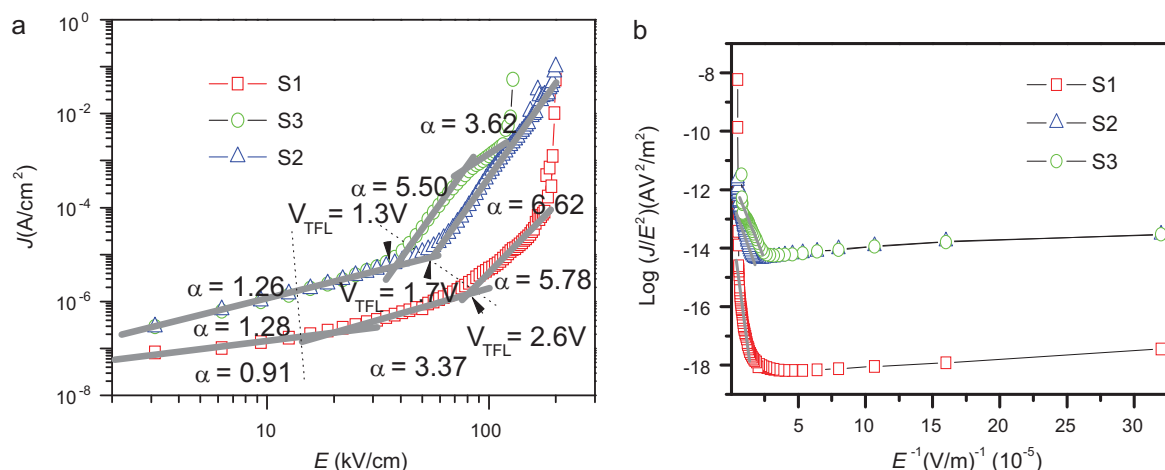 a
10^0
10^-2
10^-4
10^-6
10^-8
J(A/cm^2)
S1
S3
S2
α = 3.62
α = 5.50
V_TFL = 1.3V
α = 6.62
α = 1.26
V_TFL = 1.7V
α = 5.78
α = 1.28
V_TFL = 2.6V
α = 0.91
α = 3.37
10
100
E (kV/cm)
b
-8
-10
-12
-14
-16
-18
Log (J/E^2)(AV^2/m^2)
S1
S2
S3
5
10
15
20
25
30
E^-1(V/m)^-1 (10^-5)